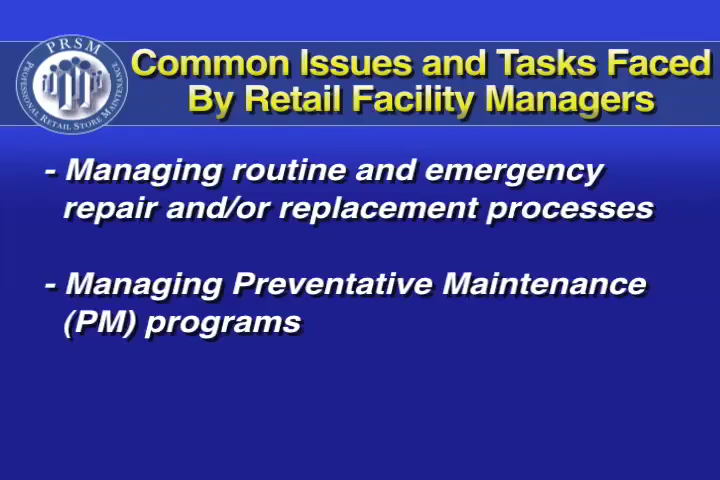 PRSM
PROFESSIONAL RETAIL STORE MAINTENANCE
Common Issues and Tasks Faced
By Retail Facility Managers
- Managing routine and emergency
repair and/or replacement processes
- Managing Preventative Maintenance
(PM) programs